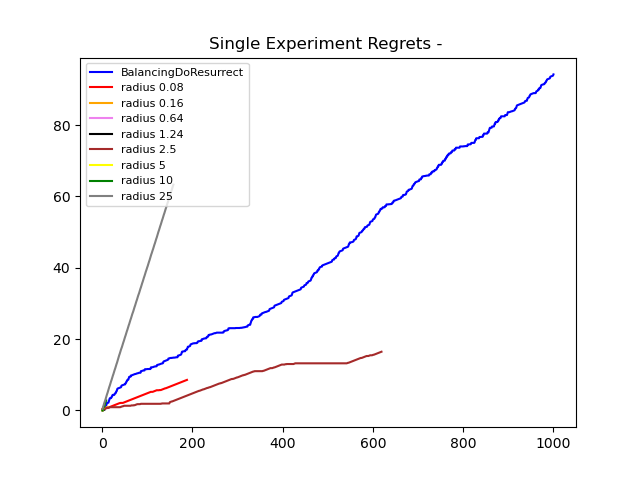 Single Experiment Regrets -
BalancingDoResurrect
radius 0.08
radius 0.16
radius 0.64
radius 1.24
radius 2.5
radius 5
radius 10
radius 25
80
60
40
20
0
0 200 400 600 800 1000